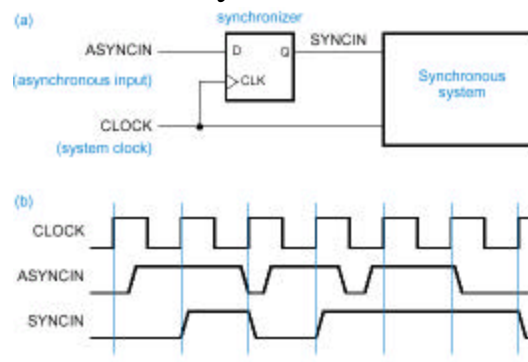 (a)
synchronizer
ASYNCIN
D
Q
SYNCIN
(asynchronous input)
CLK
Synchronous
system
CLOCK
(system clock)
(b)
CLOCK
ASYNCIN
SYNCIN